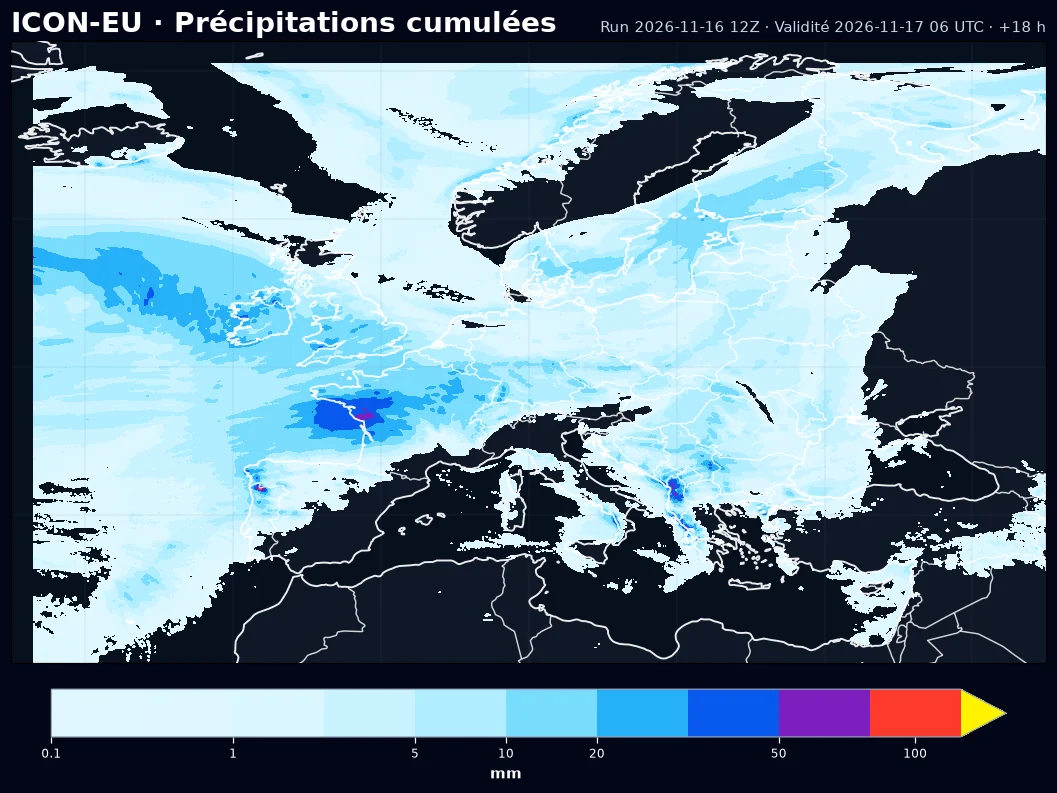 ICON-EU · Précipitations cumulées
Run 2026-11-16 12Z · Validité 2026-11-17 06 UTC · +18 h
0.1 1 5 10 20 50 100
mm